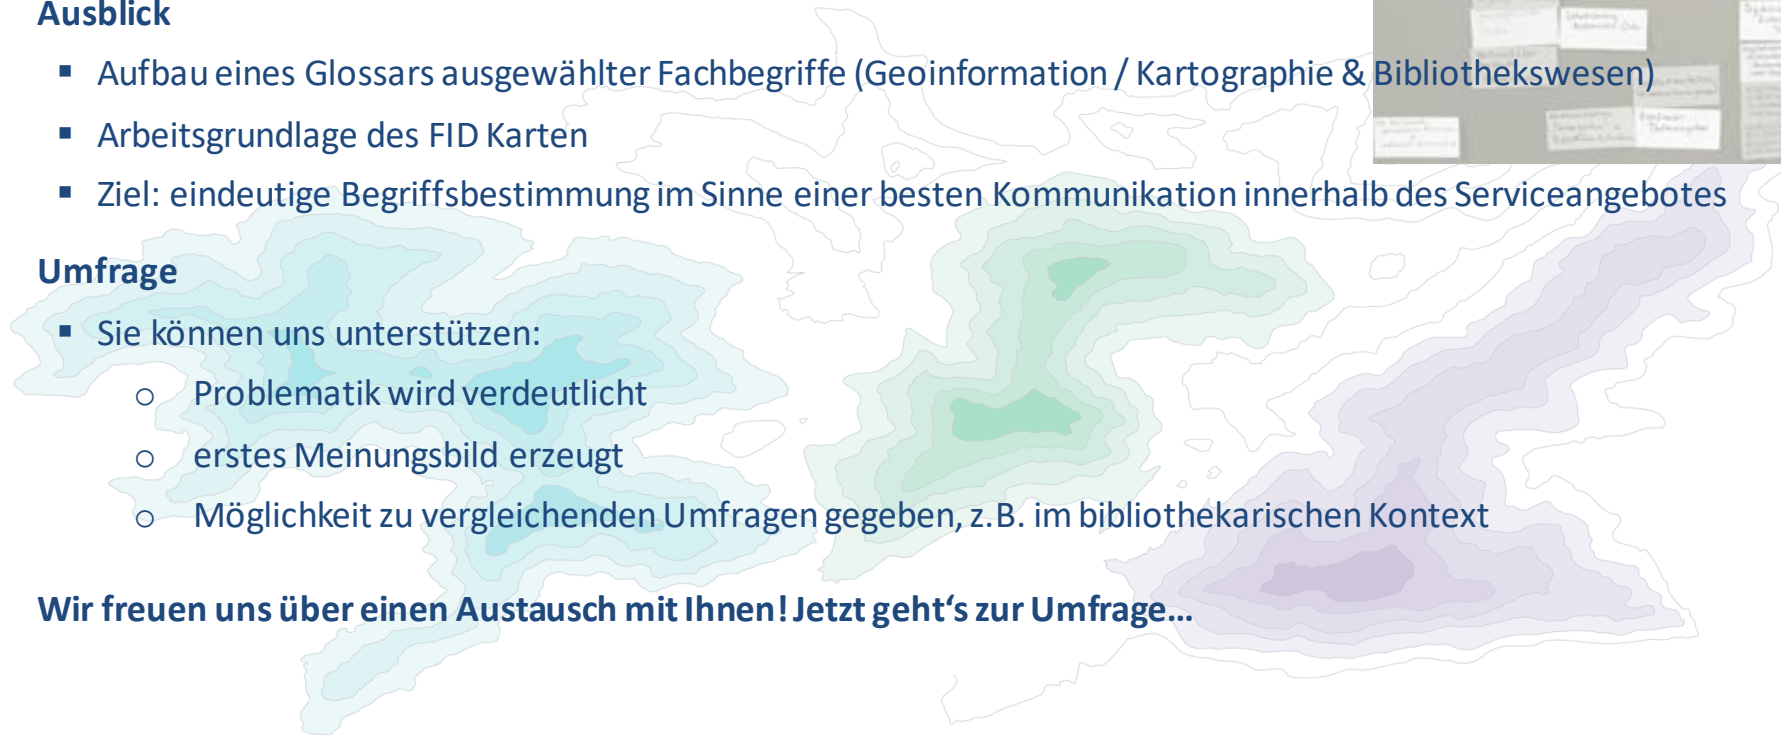 Ausblick
▪ Aufbau eines Glossars ausgewählter Fachbegriffe (Geoinformation / Kartographie & Bibliothekswesen)
▪ Arbeitsgrundlage des FID Karten
▪ Ziel: eindeutige Begriffsbestimmung im Sinne einer besten Kommunikation innerhalb des Serviceangebotes
Umfrage
▪ Sie können uns unterstützen:
o Problematik wird verdeutlicht
o erstes Meinungsbild erzeugt
o Möglichkeit zu vergleichenden Umfragen gegeben, z.B. im bibliothekarischen Kontext
Wir freuen uns über einen Austausch mit Ihnen! Jetzt geht‘s zur Umfrage…